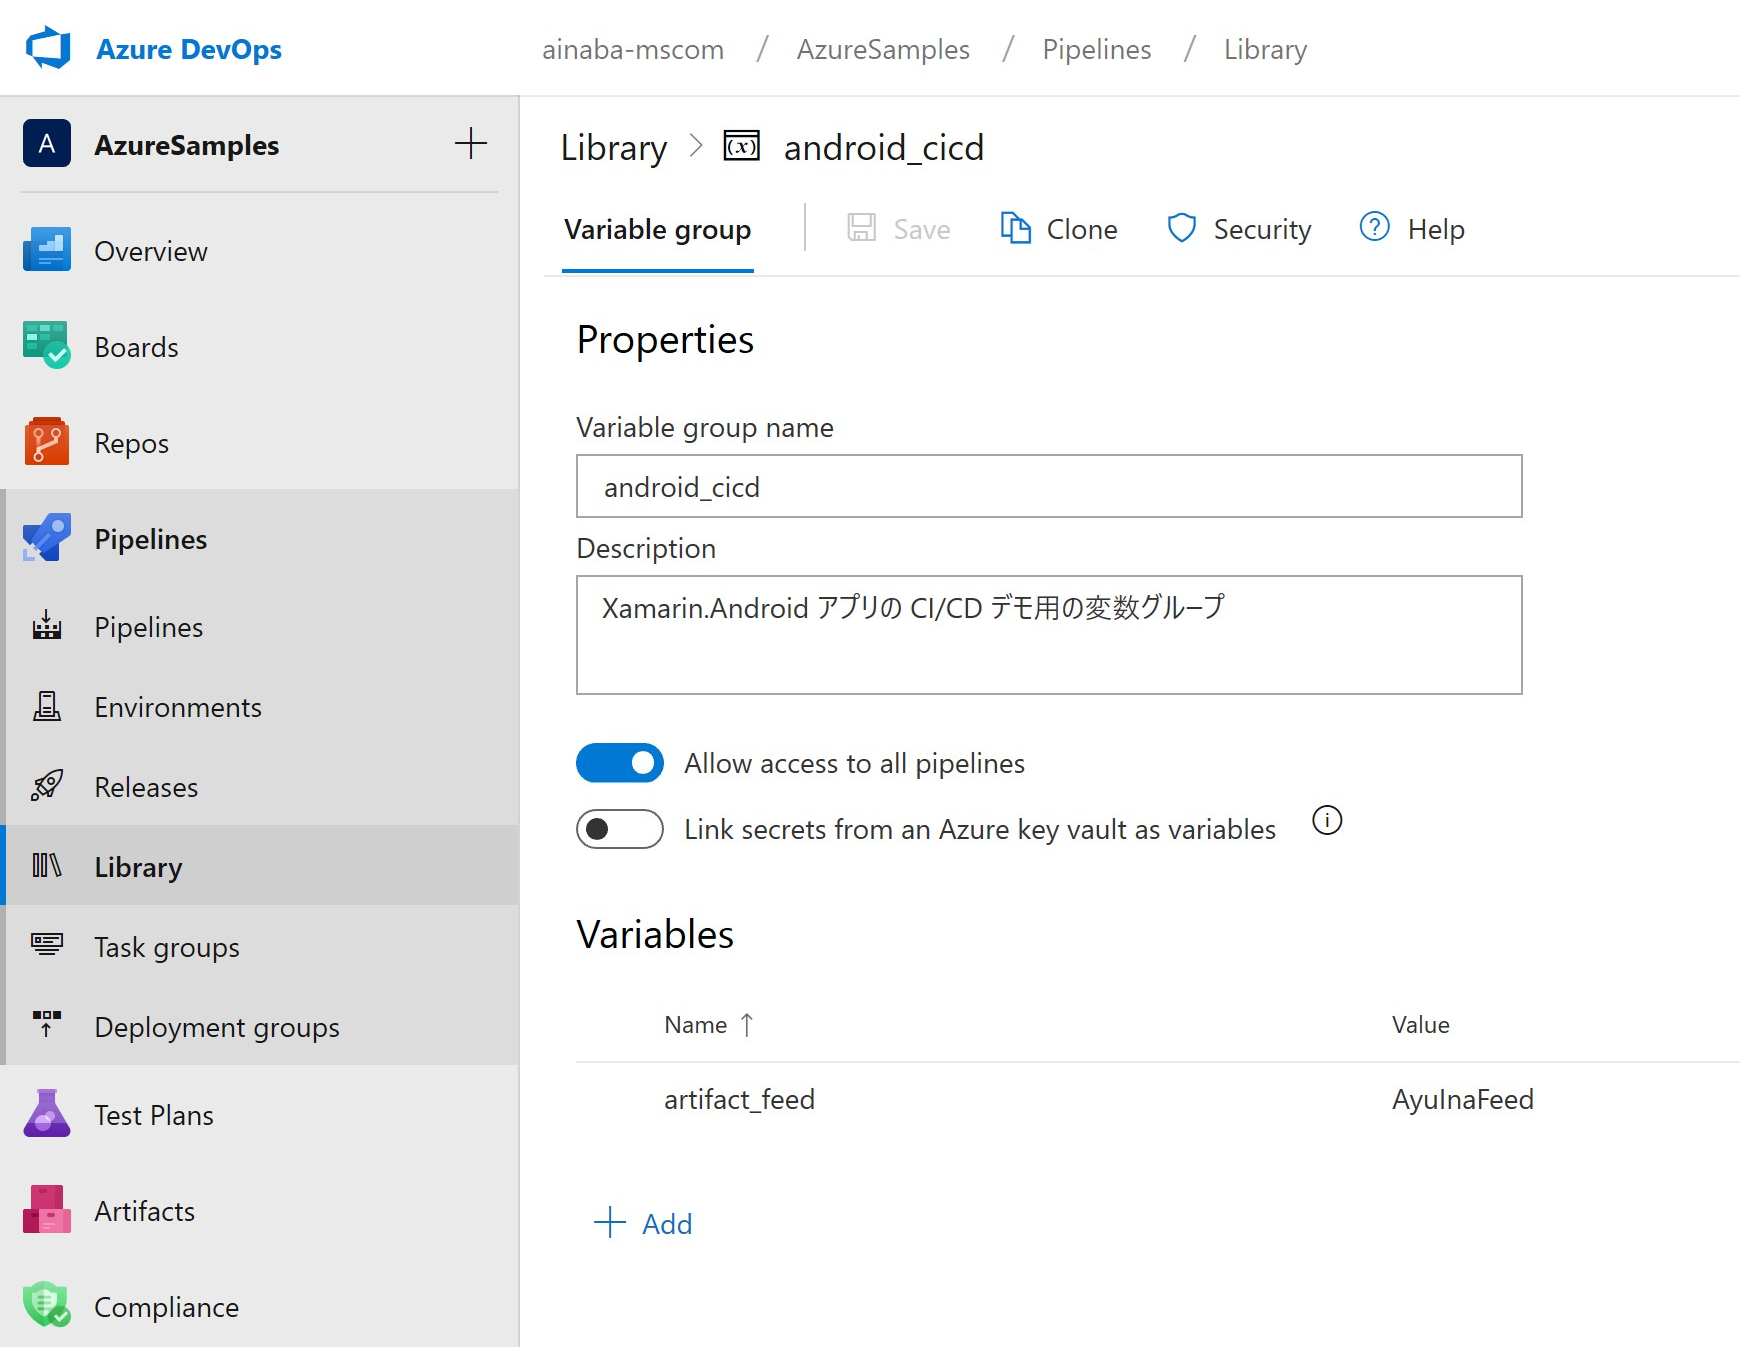 Azure DevOps
ainaba-mscom / AzureSamples / Pipelines / Library
A AzureSamples
Overview
Boards
Repos
Pipelines
Pipelines
Environments
Releases
Library
Task groups
Deployment groups
Test Plans
Artifacts
Compliance
Library > (x) android_cicd
Variable group
Save
Clone
Security
? Help
Properties
Variable group name
android_cicd
Description
Xamarin.Android アプリの CI/CD デモ用の変数グループ
Allow access to all pipelines
Link secrets from an Azure key vault as variables i
Variables
Name ↑ Value
artifact_feed AyuInaFeed
+ Add